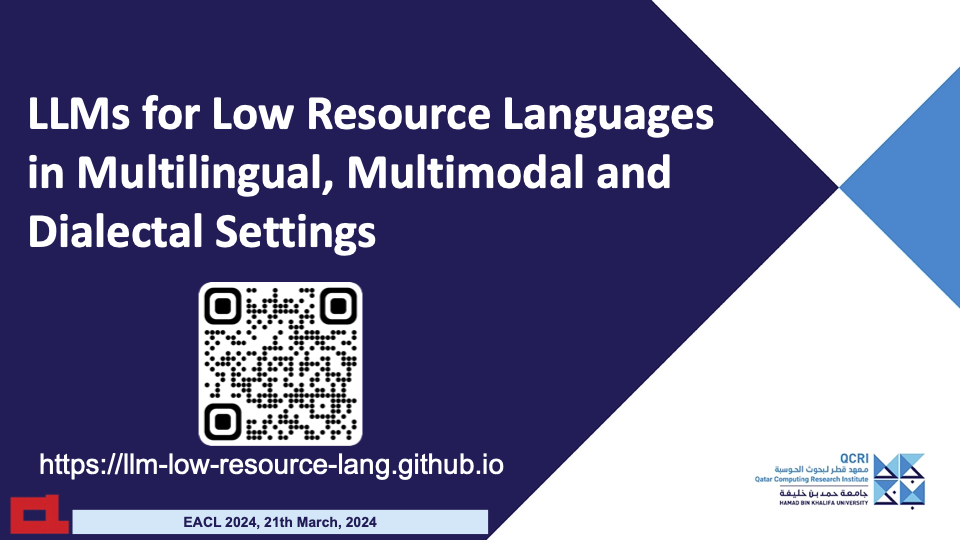 LLMs for Low Resource Languages
in Multilingual, Multimodal and
Dialectal Settings
https://llm-low-resource-lang.github.io
EACL 2024, 21th March, 2024
QCRI
معهد قطر لبحوث الحوسبة
Qatar Computing Research Institute
جامعة حمد بن خليفة
HAMAD BIN KHALIFA UNIVERSITY